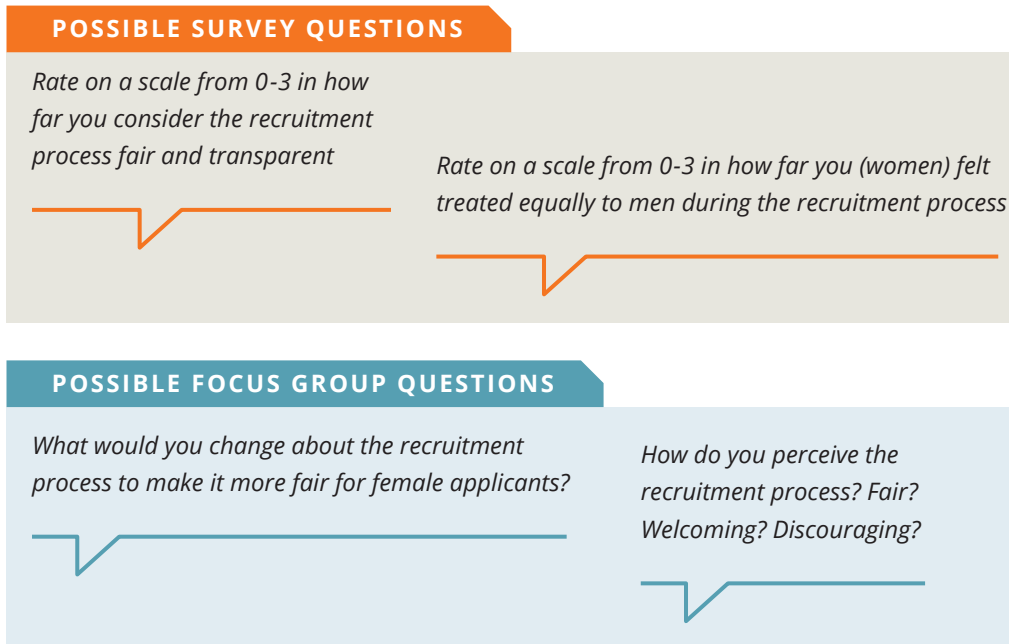 POSSIBLE SURVEY QUESTIONS
Rate on a scale from 0-3 in how
far you consider the recruitment
process fair and transparent
Rate on a scale from 0-3 in how far you (women) felt
treated equally to men during the recruitment process
POSSIBLE FOCUS GROUP QUESTIONS
What would you change about the recruitment
process to make it more fair for female applicants?
How do you perceive the
recruitment process? Fair?
Welcoming? Discouraging?